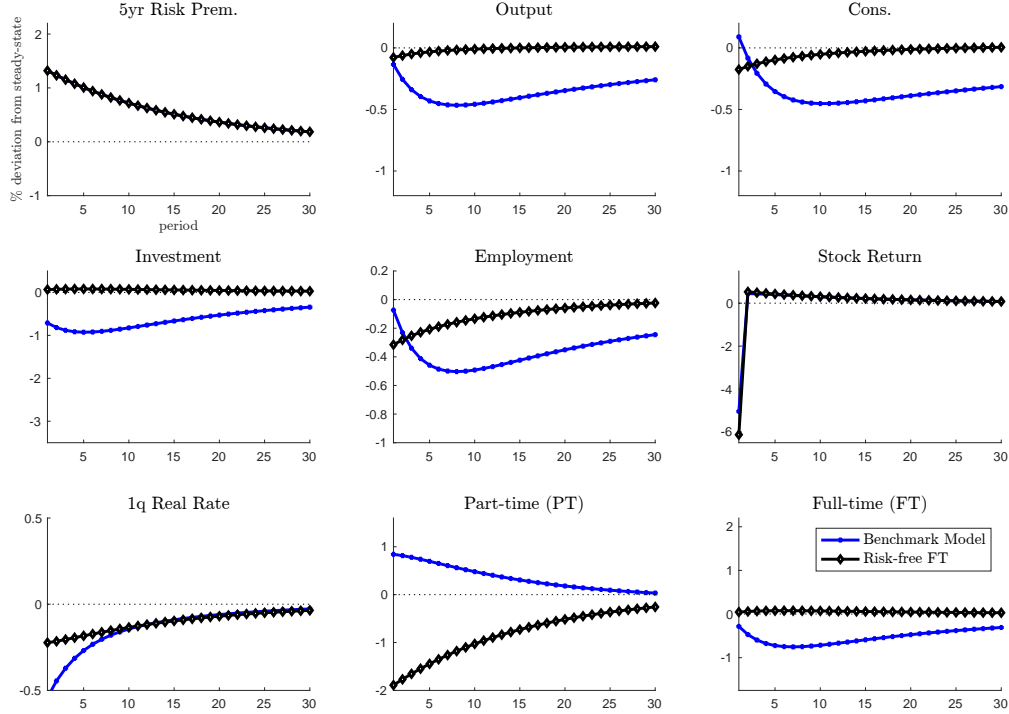 5yr Risk Prem.
% deviation from steady-state
2
1
0
-1
5 10 15 20 25 30
period
Output
0
-0.5
-1
5 10 15 20 25 30
Cons.
0
-0.5
-1
5 10 15 20 25 30
Investment
0
-1
-2
-3
5 10 15 20 25 30
Employment
0.2
0
-0.2
-0.4
-0.6
-0.8
-1
5 10 15 20 25 30
Stock Return
0
-2
-4
-6
5 10 15 20 25 30
1q Real Rate
0.5
0
-0.5
5 10 15 20 25 30
Part-time (PT)
1
0
-1
-2
5 10 15 20 25 30
Full-time (FT)
2
1
0
-1
5 10 15 20 25 30
Benchmark Model
Risk-free FT